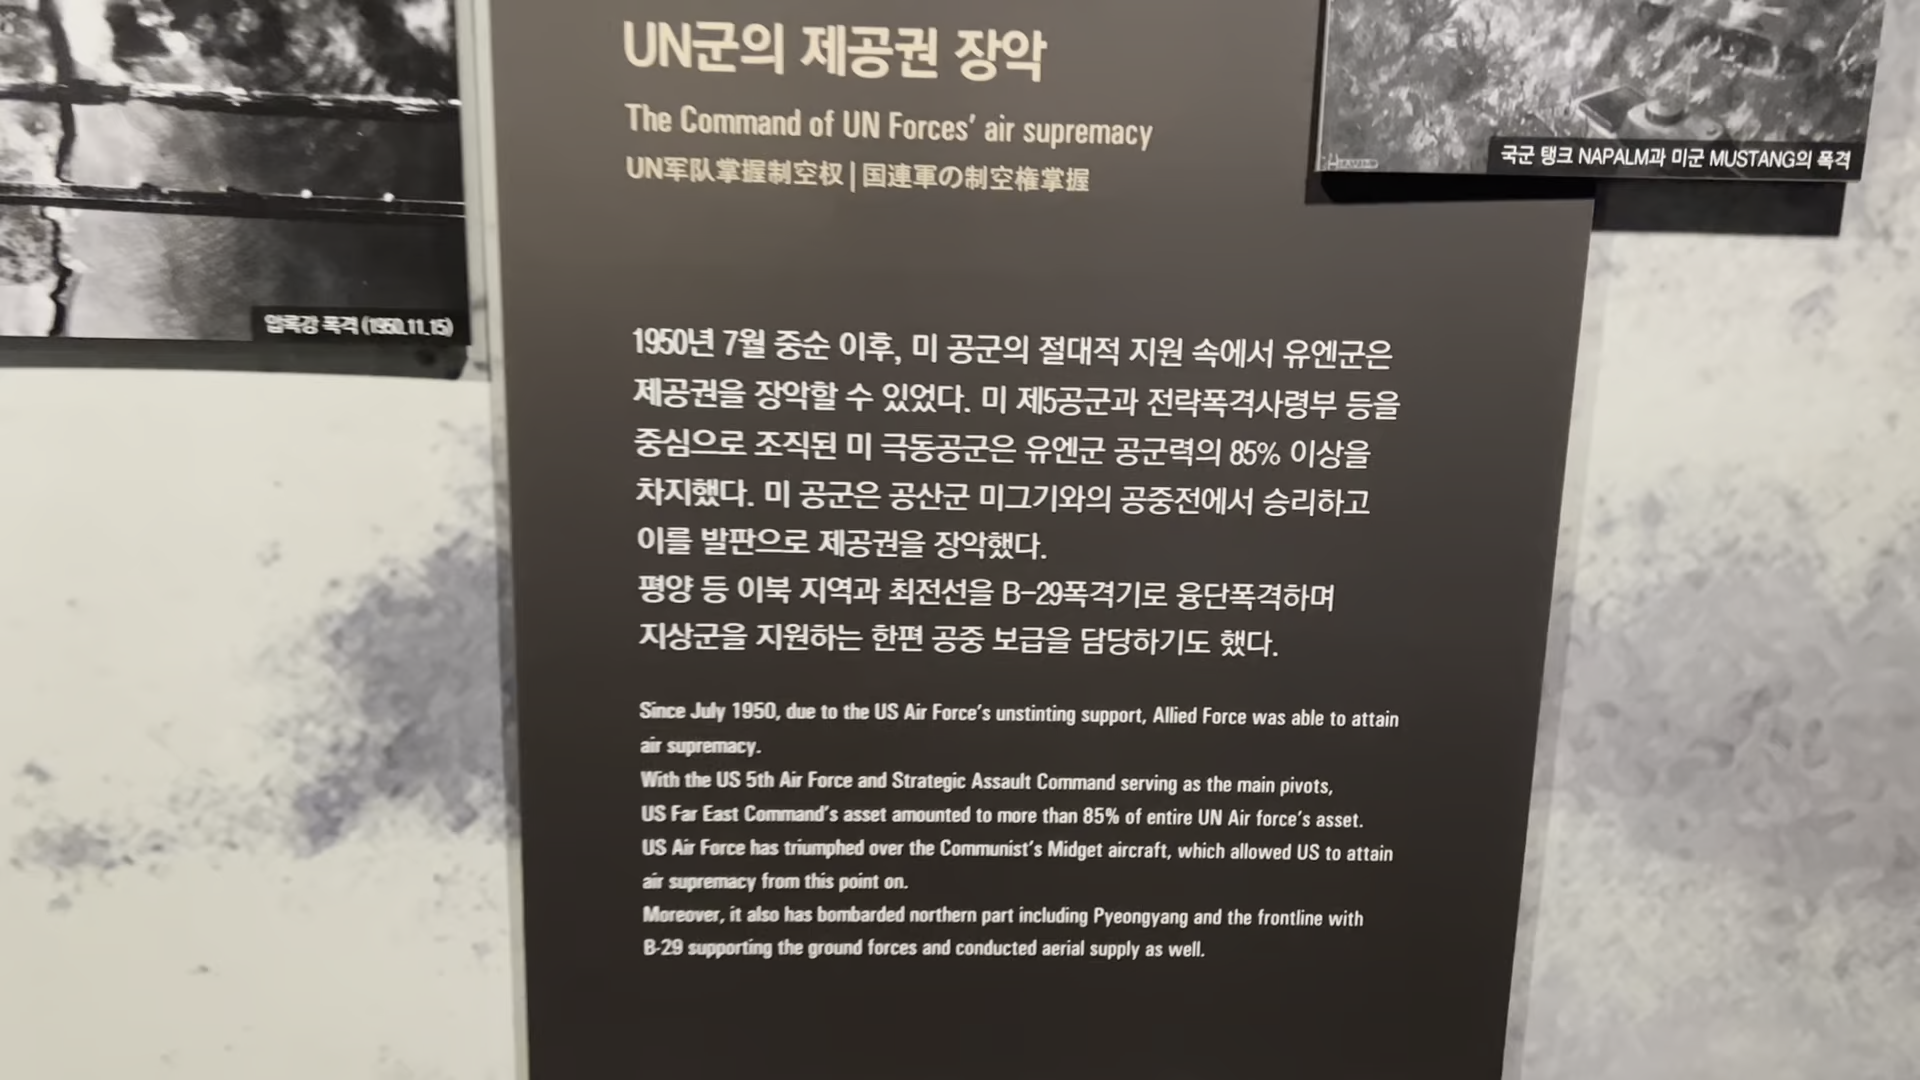 UN군의 제공권 장악
The Command of UN Forces' air supremacy
UN军队掌握制空权 | 国連軍の制空権掌握
국군 탱크 NAPALM과 미군 MUSTANG의 폭격
압록강 폭격 (1950.11.15)
1950년 7월 중순 이후, 미 공군의 절대적 지원 속에서 유엔군은
제공권을 장악할 수 있었다. 미 제5공군과 전략폭격사령부 등을
중심으로 조직된 미 극동공군은 유엔군 공군력의 85% 이상을
차지했다. 미 공군은 공산군 미그기와의 공중전에서 승리하고
이를 발판으로 제공권을 장악했다.
평양 등 이북 지역과 최전선을 B-29폭격기로 융단폭격하며
지상군을 지원하는 한편 공중 보급을 담당하기도 했다.
Since July 1950, due to the US Air Force's unstinting support, Allied Force was able to attain
air supremacy.
With the US 5th Air Force and Strategic Assault Command serving as the main pivots,
US Far East Command's asset amounted to more than 85% of entire UN Air force's asset.
US Air Force has triumphed over the Communist's Midget aircraft, which allowed US to attain
air supremacy from this point on.
Moreover, it also has bombarded northern part including Pyeongyang and the frontline with
B-29 supporting the ground forces and conducted aerial supply as well.